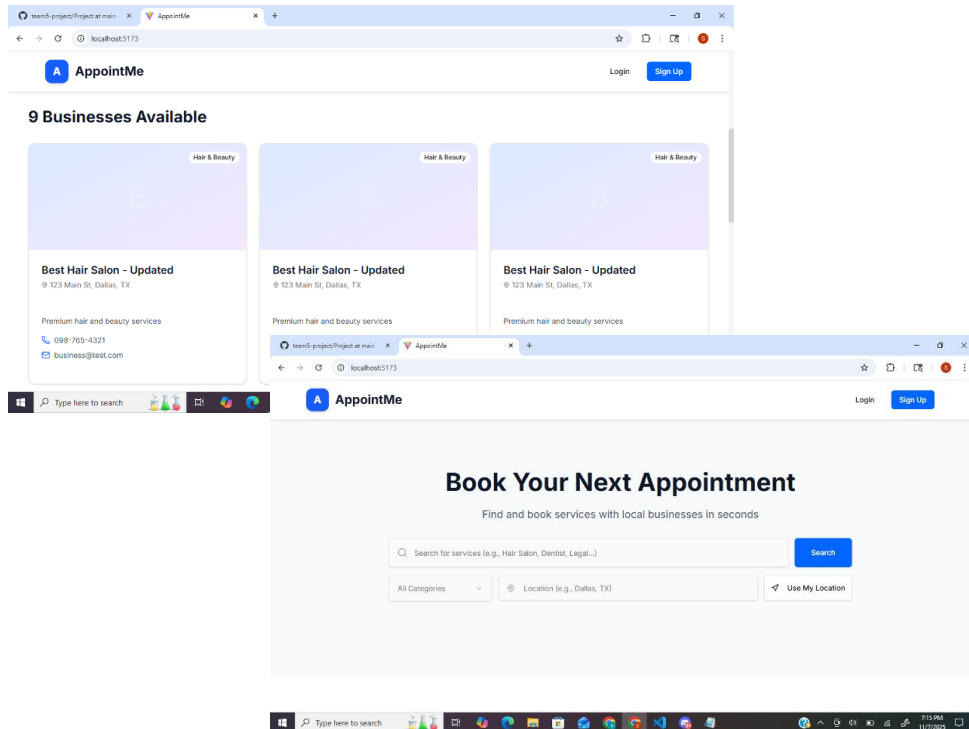 team5-project/Project at main
AppointMe
localhost:5173
S
A AppointMe
Login
Sign Up
9 Businesses Available
Hair & Beauty
Hair & Beauty
Hair & Beauty
B
B
B
Best Hair Salon - Updated
Best Hair Salon - Updated
Best Hair Salon - Updated
123 Main St, Dallas, TX
123 Main St, Dallas, TX
123 Main St, Dallas, TX
Premium hair and beauty services
Premium hair and beauty services
Premium hair and beauty services
098-765-4321
business@test.com
Type here to search
team5-project/Project at main
AppointMe
localhost:5173
S
A AppointMe
Login
Sign Up
Book Your Next Appointment
Find and book services with local businesses in seconds
Search for services (e.g., Hair Salon, Dentist, Legal...)
Search
All Categories
Location (e.g., Dallas, TX)
Use My Location
Type here to search
7:15 PM
11/7/2025